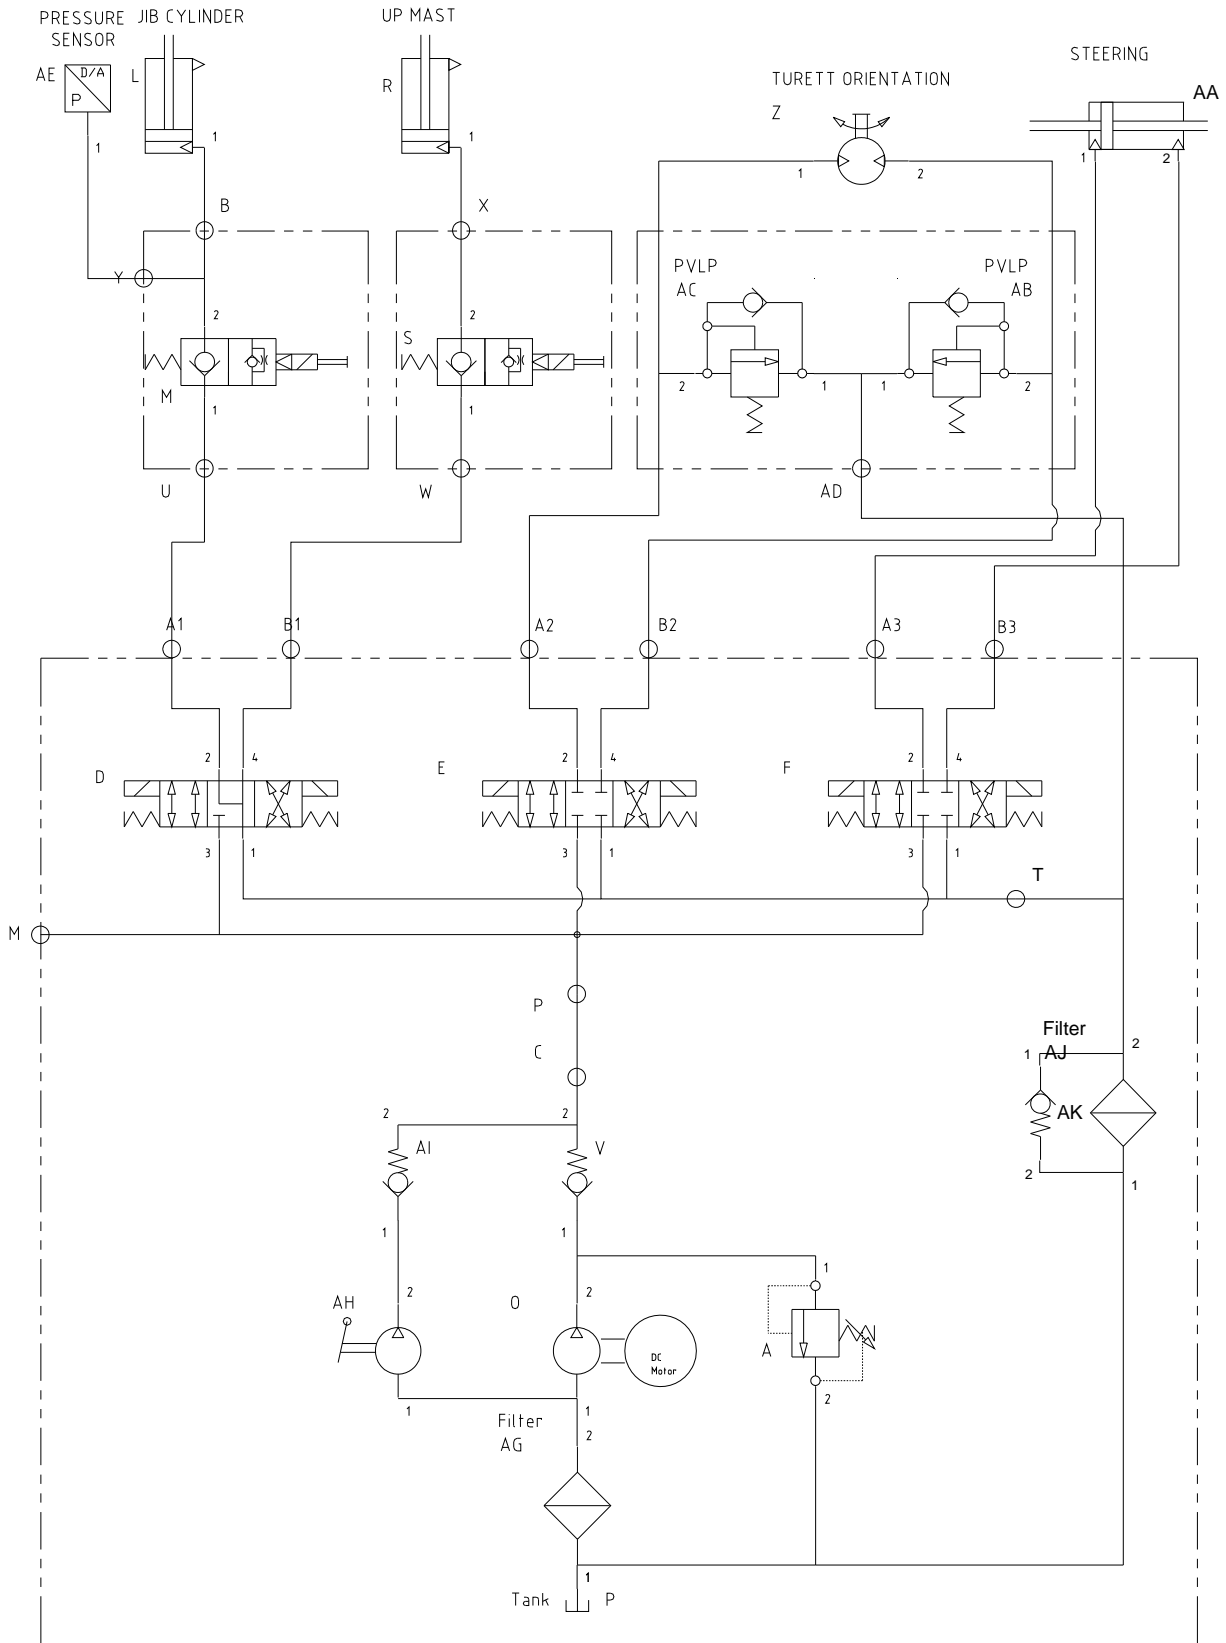 PRESSURE JIB CYLINDER
SENSOR
UP MAST
STEERING
AE
D/A
P
L
R
TURETT ORIENTATION
AA
Z
1
1
1
1
2
1
2
B
X
Y
PVLP
AC
PVLP
AB
2
2
S
M
2
1
1
2
1
1
U
W
AD
A1
B1
A2
B2
A3
B3
2
4
2
4
2
4
D
E
F
3
1
3
1
3
1
T
M
P
C
Filter
AJ
1
2
AK
2
1
2
2
AI
V
1
1
1
2
2
AH
O
A
DC
Motor
1
1
2
Filter
AG
2
1
Tank
P